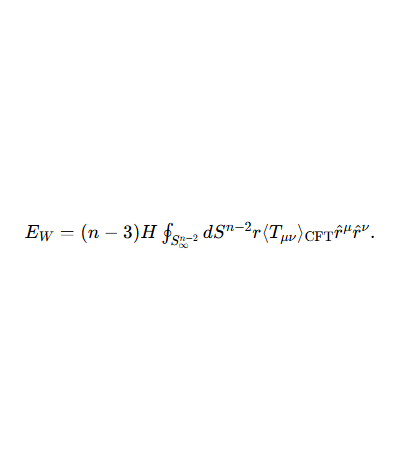 $E_W = (n-3)H \oint_{S_\infty^{n-2}} dS^{n-2} r \langle T_{\mu\nu} \rangle_{\mathrm{CFT}} \hat{r}^\mu \hat{r}^\nu.$